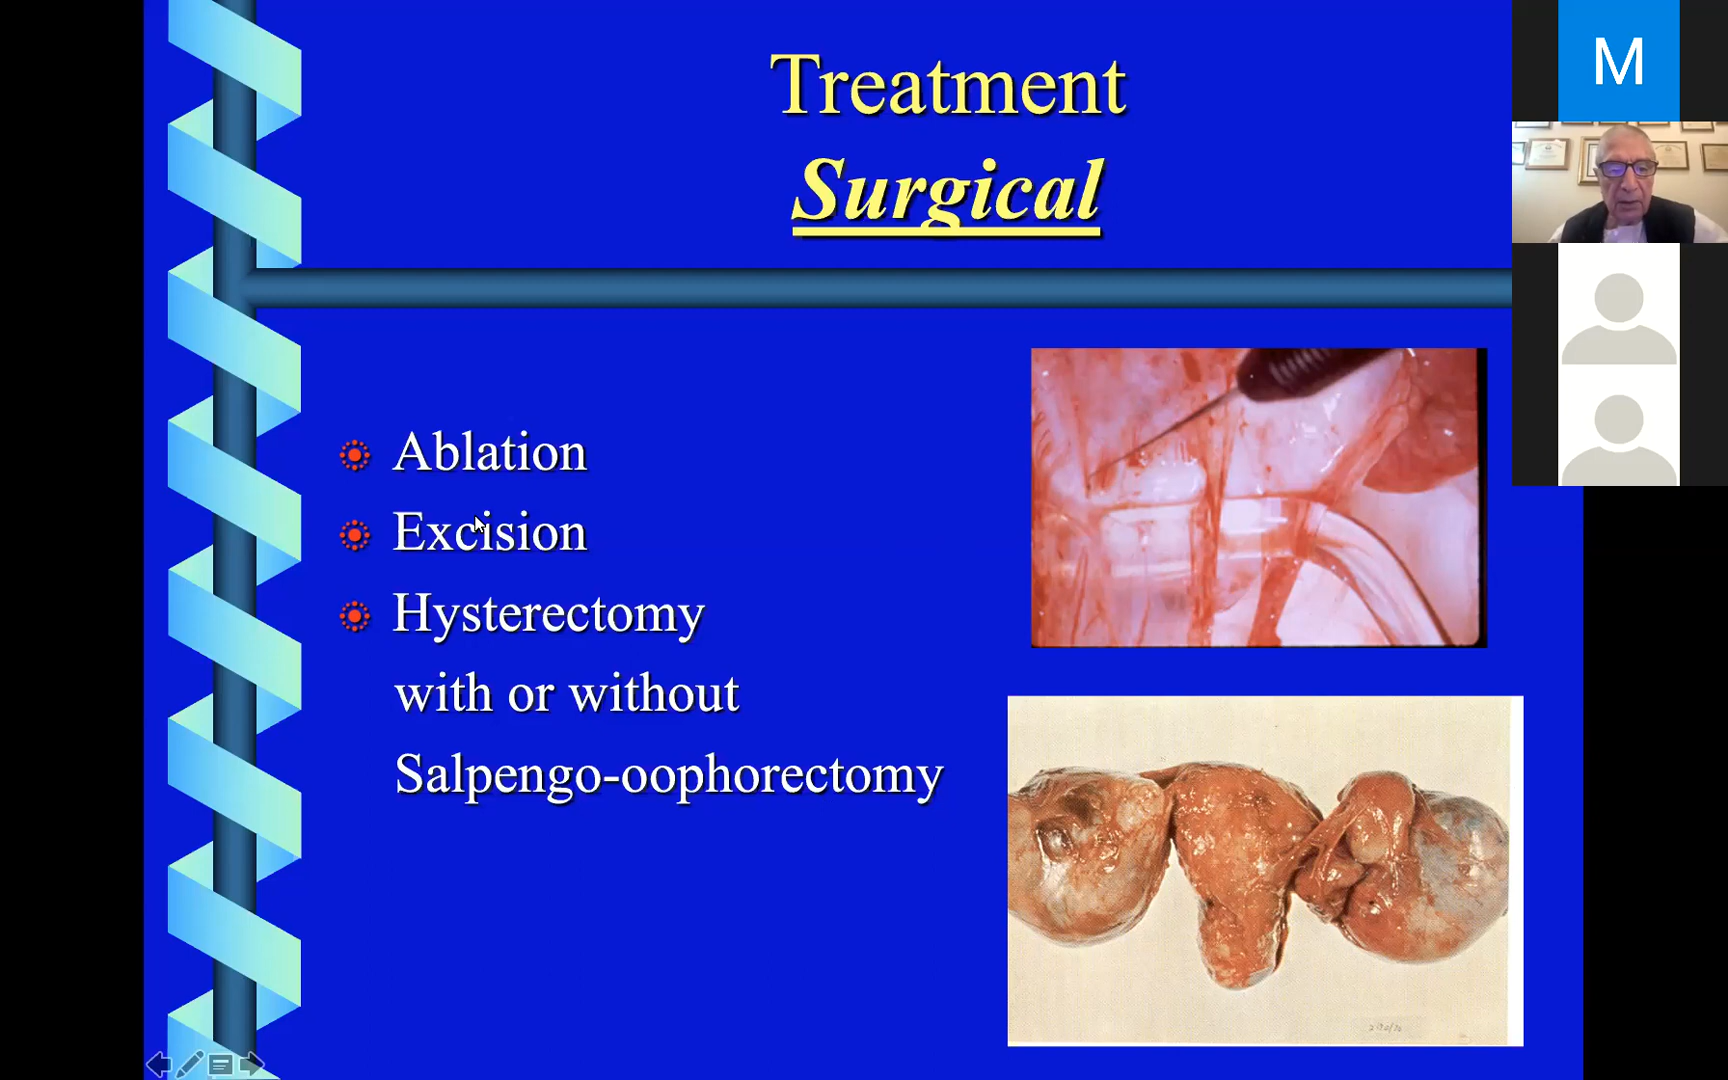 Treatment
Surgical
M
Ablation
Excision
Hysterectomy
with or without
Salpengo-oophorectomy